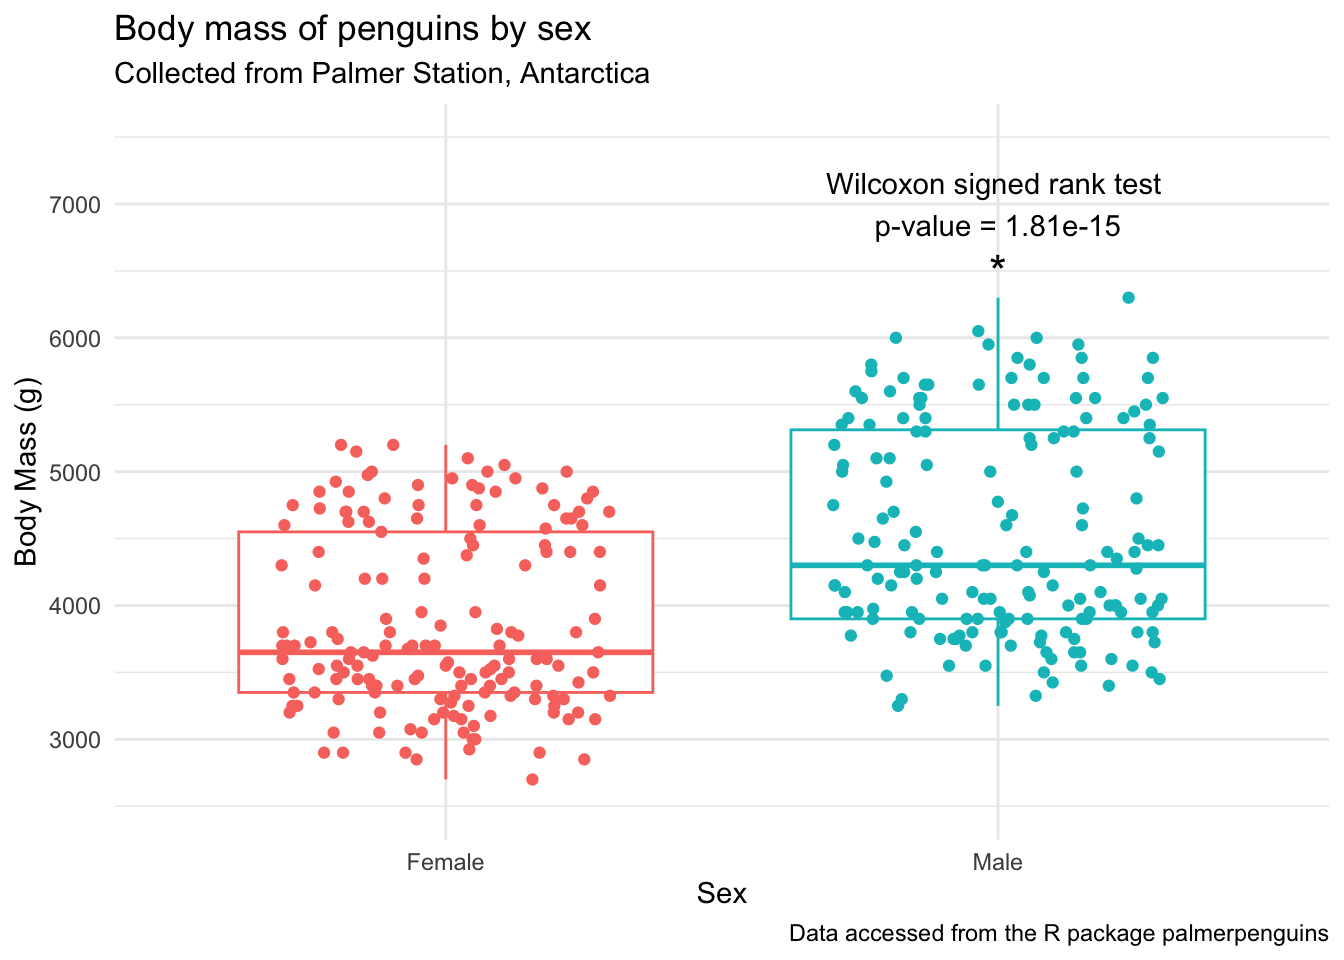 Body mass of penguins by sex
Collected from Palmer Station, Antarctica
Wilcoxon signed rank test
p-value = 1.81e-15
*
7000
6000
5000
4000
3000
Body Mass (g)
Female
Male
Sex
Data accessed from the R package palmerpenguins